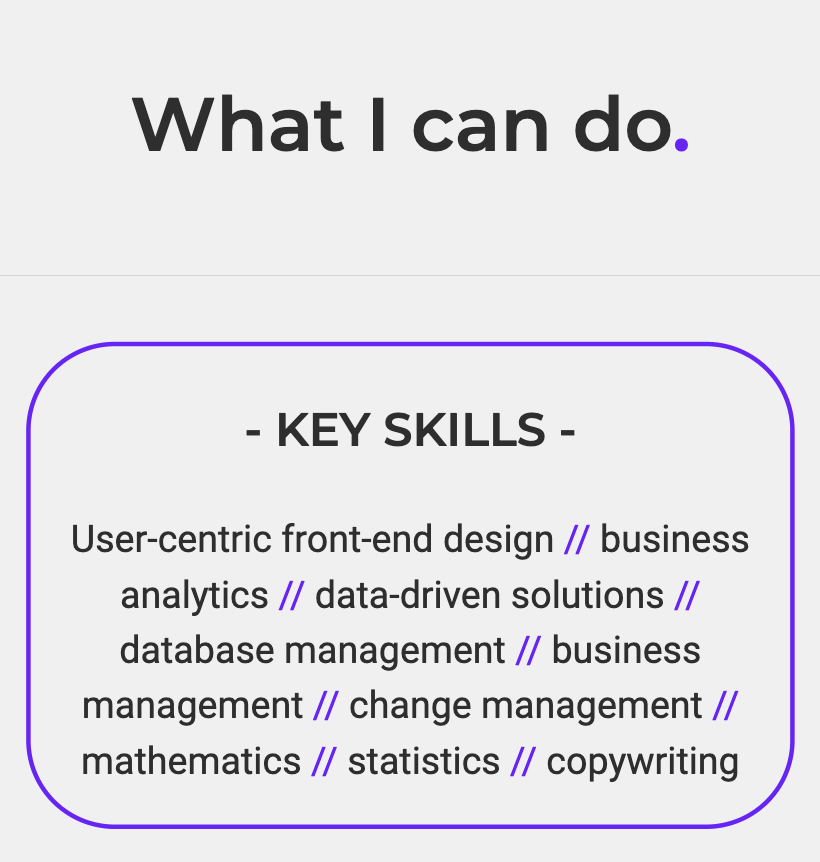 What I can do.
- KEY SKILLS -
User-centric front-end design // business
analytics // data-driven solutions //
database management // business
management // change management //
mathematics // statistics // copywriting